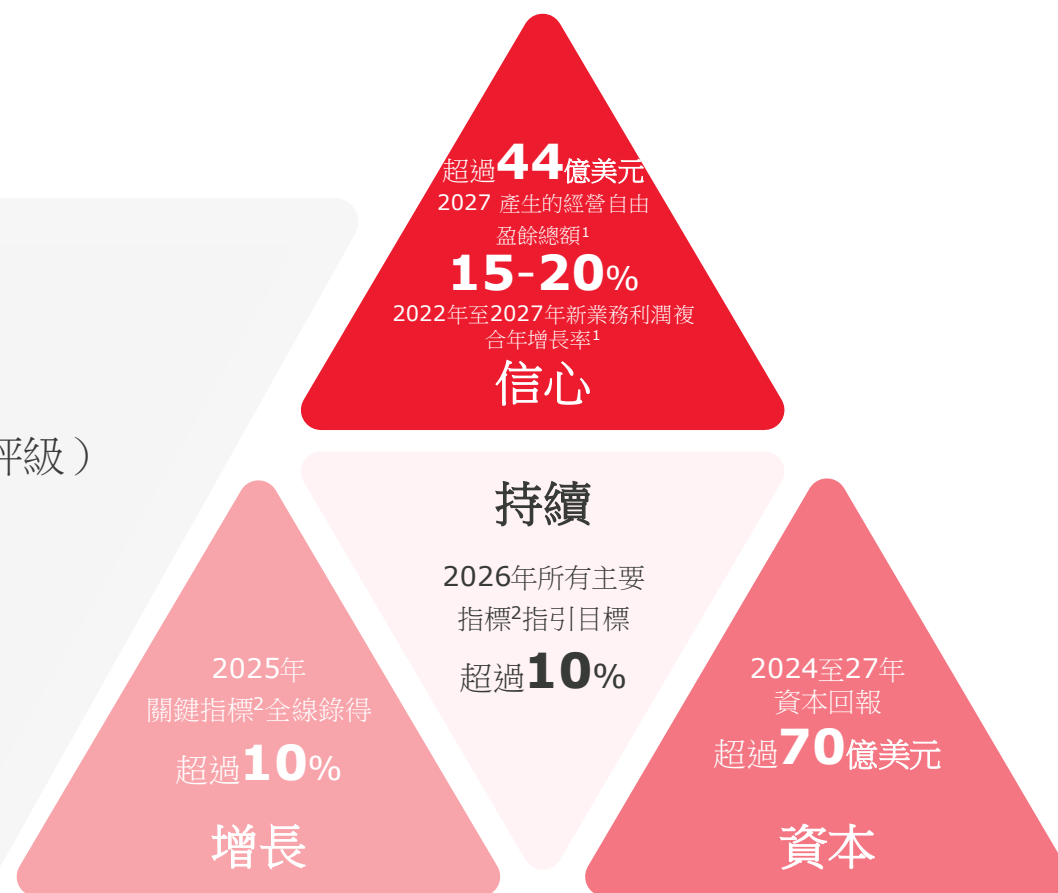 超過44億美元
2027 產生的經營自由
盈餘總額1
15-20%
2022年至2027年新業務利潤複
合年增長率1
信心
評級）
持續
2026年所有主要
指標2指引目標
超過10%
2025年
關鍵指標2全線錄得
超過10%
增長
2024至27年
資本回報
超過70億美元
資本